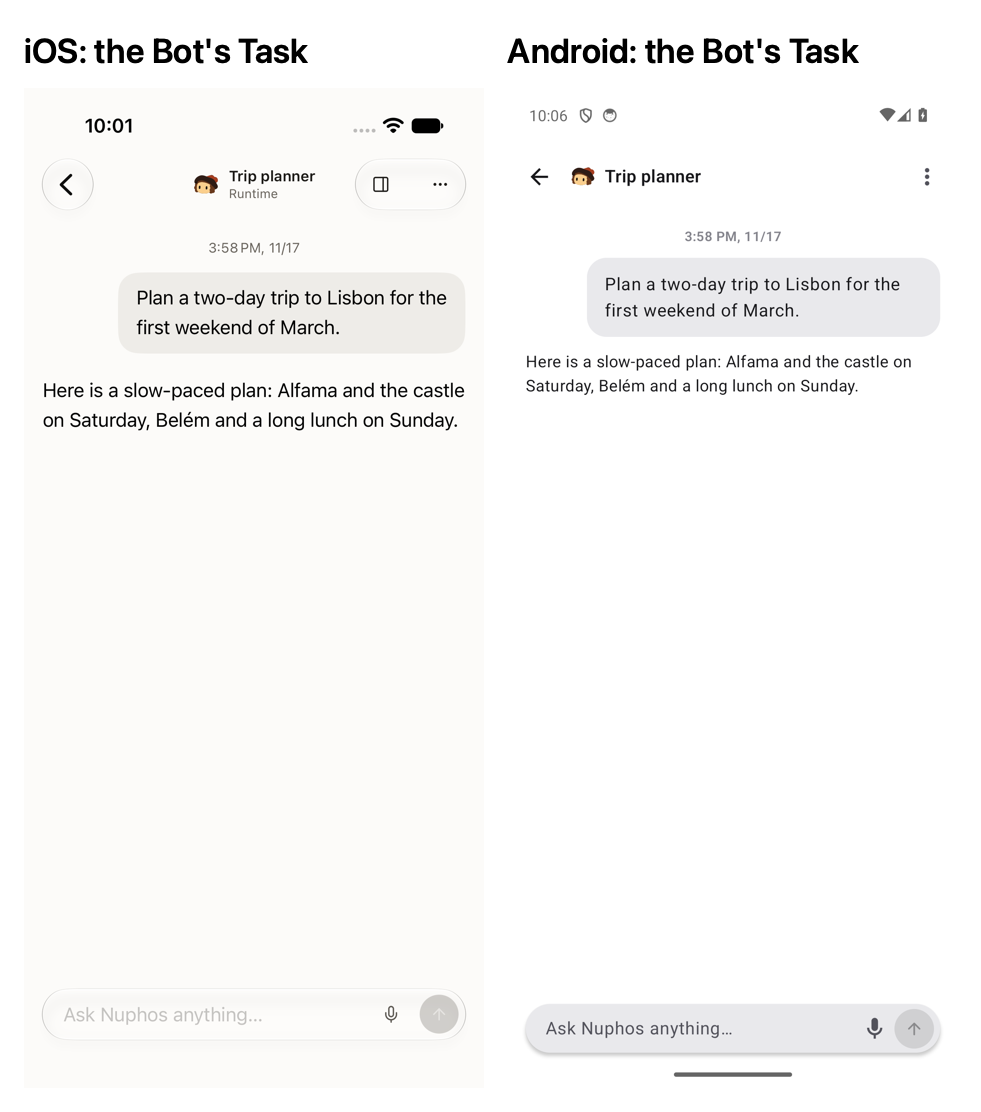 iOS: the Bot's Task
10:01
Trip planner
Runtime
3:58 PM, 11/17
Plan a two-day trip to Lisbon for the
first weekend of March.
Here is a slow-paced plan: Alfama and the castle
on Saturday, Belém and a long lunch on Sunday.
Ask Nuphos anything...
Android: the Bot's Task
10:06
Trip planner
3:58 PM, 11/17
Plan a two-day trip to Lisbon for the
first weekend of March.
Here is a slow-paced plan: Alfama and the castle on
Saturday, Belém and a long lunch on Sunday.
Ask Nuphos anything...